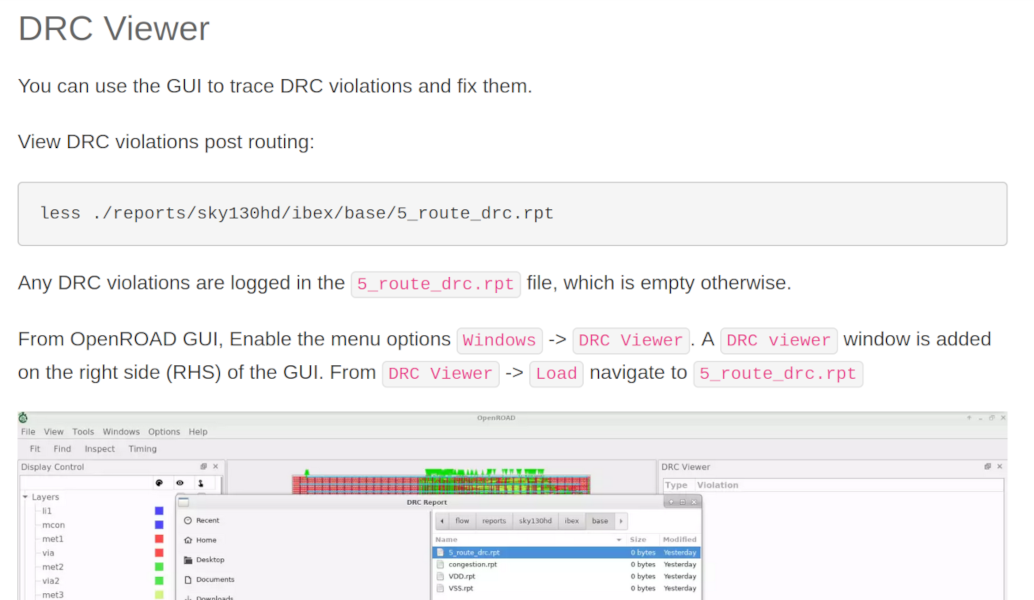 DRC Viewer
You can use the GUI to trace DRC violations and fix them.
View DRC violations post routing:
less ./reports/sky130hd/ibex/base/5_route_drc.rpt
Any DRC violations are logged in the 5_route_drc.rpt file, which is empty otherwise.
From OpenROAD GUI, Enable the menu options Windows -> DRC Viewer. A DRC viewer window is added
on the right side (RHS) of the GUI. From DRC Viewer -> Load navigate to 5_route_drc.rpt
OpenROAD
File View Tools Windows Options Help
Fit Find Inspect Timing
Display Control
DRC Viewer
Type Violation
Layers
li1
mcon
met1
via
met2
via2
met3
DRC Report
Recent
Home
Desktop
Documents
Downloads
flow reports sky130hd ibex base
Name Size Modified
5_route_drc.rpt 0 bytes Yesterday
congestion.rpt 0 bytes Yesterday
VDD.rpt 0 bytes Yesterday
VSS.rpt 0 bytes Yesterday